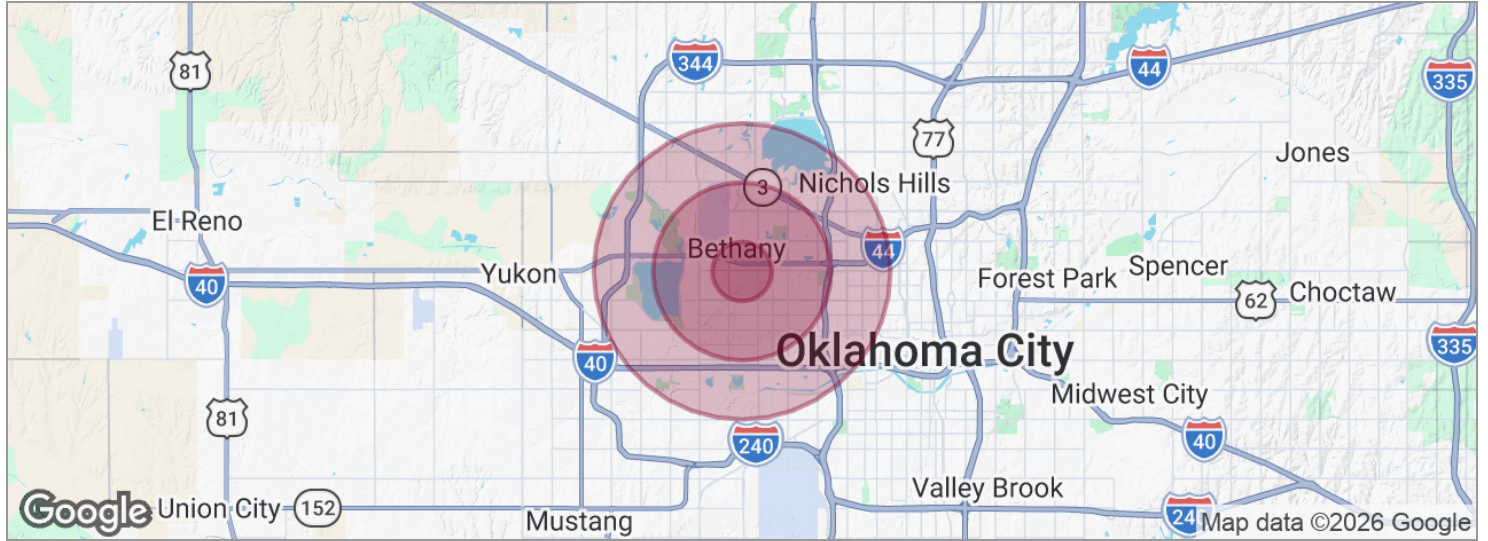 344
44
81
335
77
Jones
3
Nichols Hills
El Reno
Bethany
44
Yukon
Forest Park
Spencer
40
62
Choctaw
Oklahoma City
335
40
Midwest City
81
240
40
Valley Brook
Google
Union City
152
Mustang
24
Map data ©2026 Google